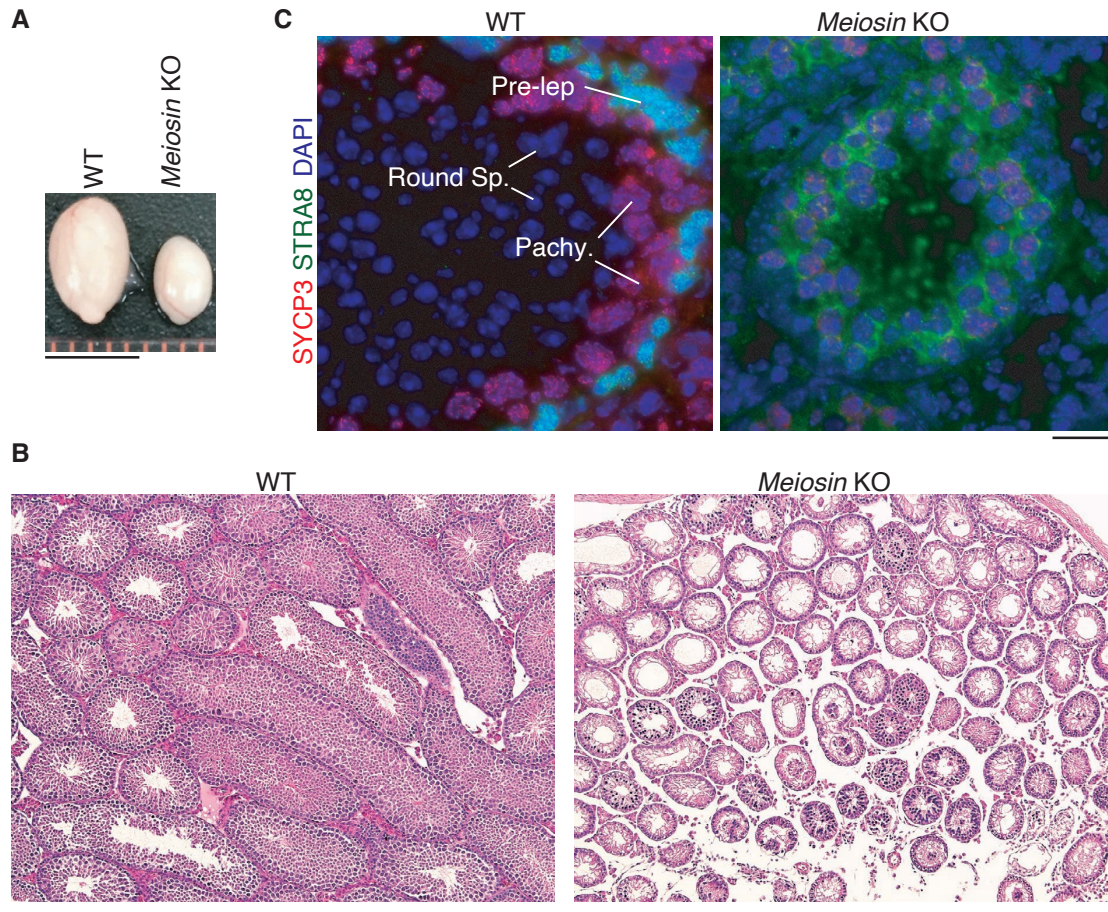 A
WT
Meiosin KO
C
WT
Meiosin KO
SYCP3 STRA8 DAPI
Pre-lep
Round Sp.
Pachy.
B
WT
Meiosin KO